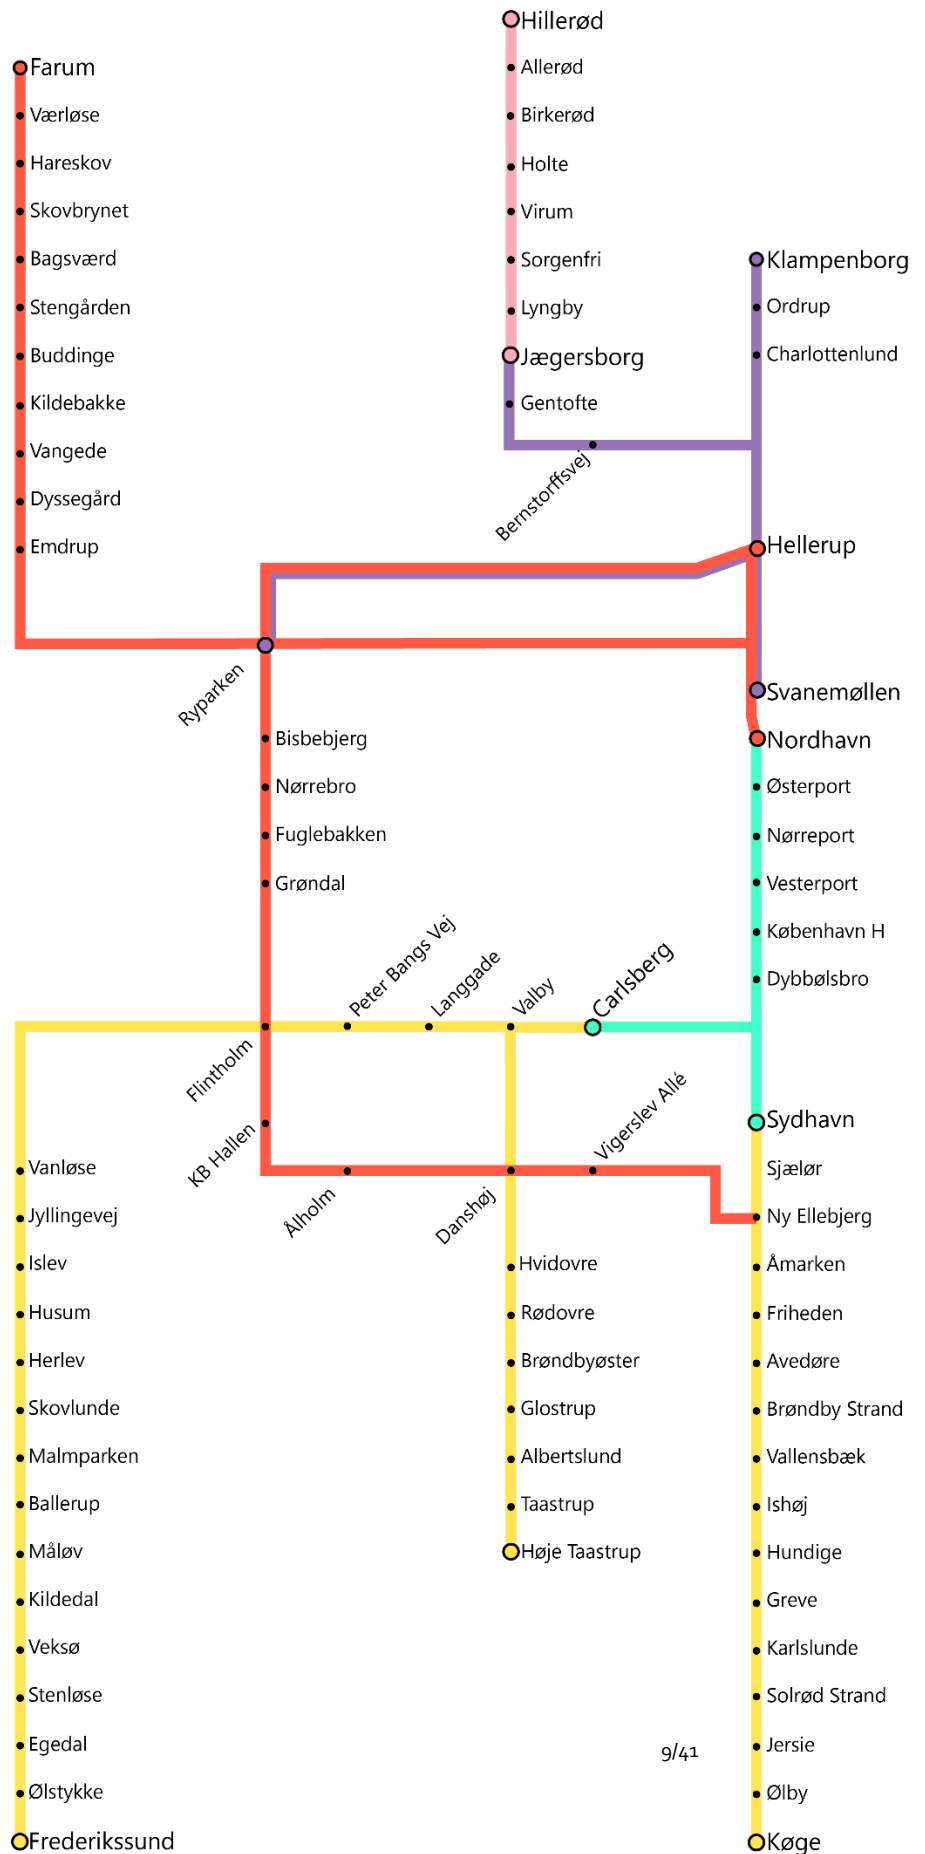 Hillerød
Allerød
Birkerød
Holte
Virum
Sorgenfri
Lyngby
Jægersborg
Gentofte
Bernstorffsvej
Farum
Værløse
Hareskov
Skovbrynet
Bagsværd
Stengården
Buddinge
Kildebakke
Vangede
Dyssegård
Emdrup
Klampenborg
Ordrup
Charlottenlund
Hellerup
Svanemøllen
Nordhavn
Østerport
Nørreport
Vesterport
København H
Dybbølsbro
Ryparken
Bisbebjerg
Nørrebro
Fuglebakken
Grøndal
Flintholm
Peter Bangs Vej
Langgade
Valby
Carlsberg
KB Hallen
Ålholm
Danshøj
Vigerslev Allé
Sydhavn
Sjælør
Ny Ellebjerg
Åmarken
Friheden
Avedøre
Brøndby Strand
Vallensbæk
Ishøj
Hundige
Greve
Karlslunde
Solrød Strand
Jersie
Ølby
Køge
Vanløse
Jyllingevej
Islev
Husum
Herlev
Skovlunde
Malmparken
Ballerup
Måløv
Kildedal
Veksø
Stenløse
Egedal
Ølstykke
Frederikssund
Hvidovre
Rødovre
Brøndbyøster
Glostrup
Albertslund
Taastrup
Høje Taastrup
9/41